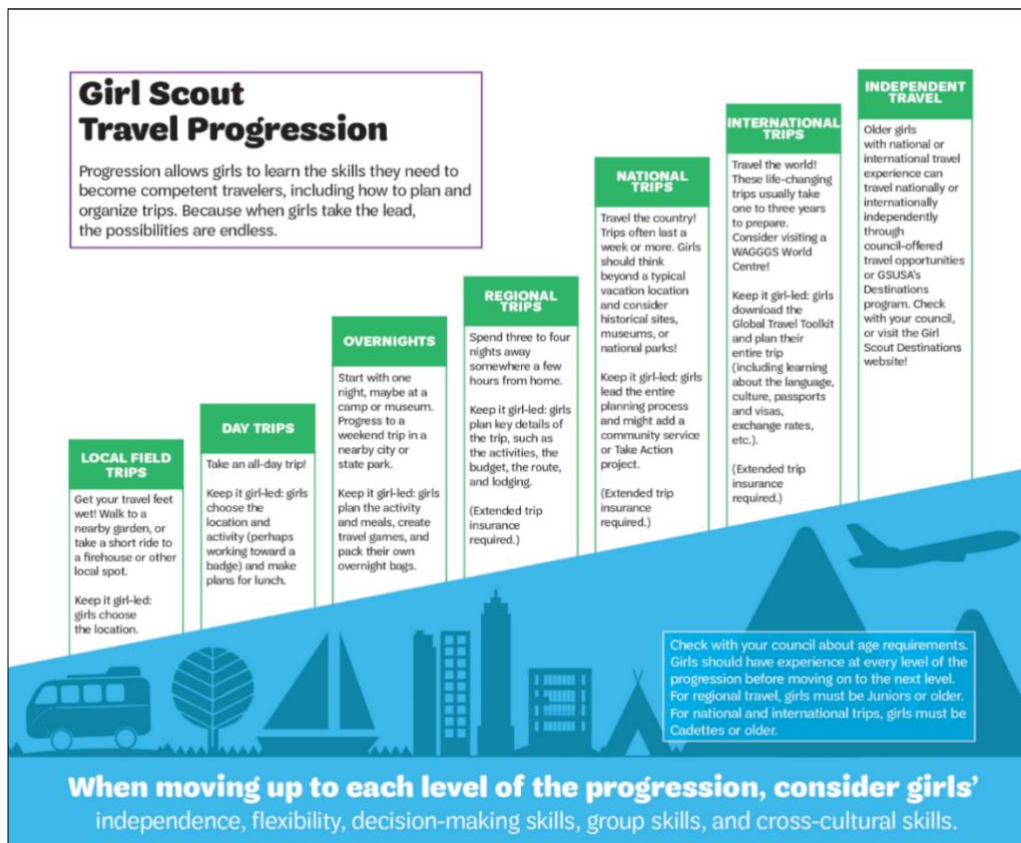 Girl Scout
Travel Progression
Progression allows girls to learn the skills they need to
become competent travelers, including how to plan and
organize trips. Because when girls take the lead,
the possibilities are endless.
LOCAL FIELD
TRIPS
Get your travel feet
wet! Walk to a
nearby garden, or
take a short ride to
a firehouse or other
local spot.
Keep it girl-led:
girls choose
the location.
DAY TRIPS
Take an all-day trip!
Keep it girl-led: girls
choose the
location and
activity (perhaps
working toward a
badge) and make
plans for lunch.
OVERNIGHTS
Start with one
night, maybe at a
camp or museum.
Progress to a
weekend trip in a
nearby city or
state park.
Keep it girl-led: girls
plan the activity
and meals, create
travel games, and
pack their own
overnight bags.
REGIONAL
TRIPS
Spend three to four
nights away
somewhere a few
hours from home.
Keep it girl-led: girls
plan key details of
the trip, such as
the activities, the
budget, the route,
and lodging.
(Extended trip
insurance
required.)
NATIONAL
TRIPS
Travel the country!
Trips often last a
week or more. Girls
should think
beyond a typical
vacation location
and consider
historical sites,
museums, or
national parks!
Keep it girl-led: girls
lead the entire
planning process
and might add a
community service
or Take Action
project.
(Extended trip
insurance
required.)
INTERNATIONAL
TRIPS
Travel the world!
These life-changing
trips usually take
one to three years
to prepare.
Consider visiting a
WAGGGS World
Centre!
Keep it girl-led: girls
download the
Global Travel Toolkit
and plan their
entire trip
(including learning
about the language,
culture, passports
and visas,
exchange rates,
etc.).
(Extended trip
insurance
required.)
INDEPENDENT
TRAVEL
Older girls
with national or
international travel
experience can
travel nationally or
internationally
independently
through
council-offered
travel opportunities
or GSUSA's
Destinations
program. Check
with your council,
or visit the Girl
Scout Destinations
website!
Check with your council about age requirements.
Girls should have experience at every level of the
progression before moving on to the next level.
For regional travel, girls must be Juniors or older.
For national and international trips, girls must be
Cadettes or older.
When moving up to each level of the progression, consider girls'
independence, flexibility, decision-making skills, group skills, and cross-cultural skills.